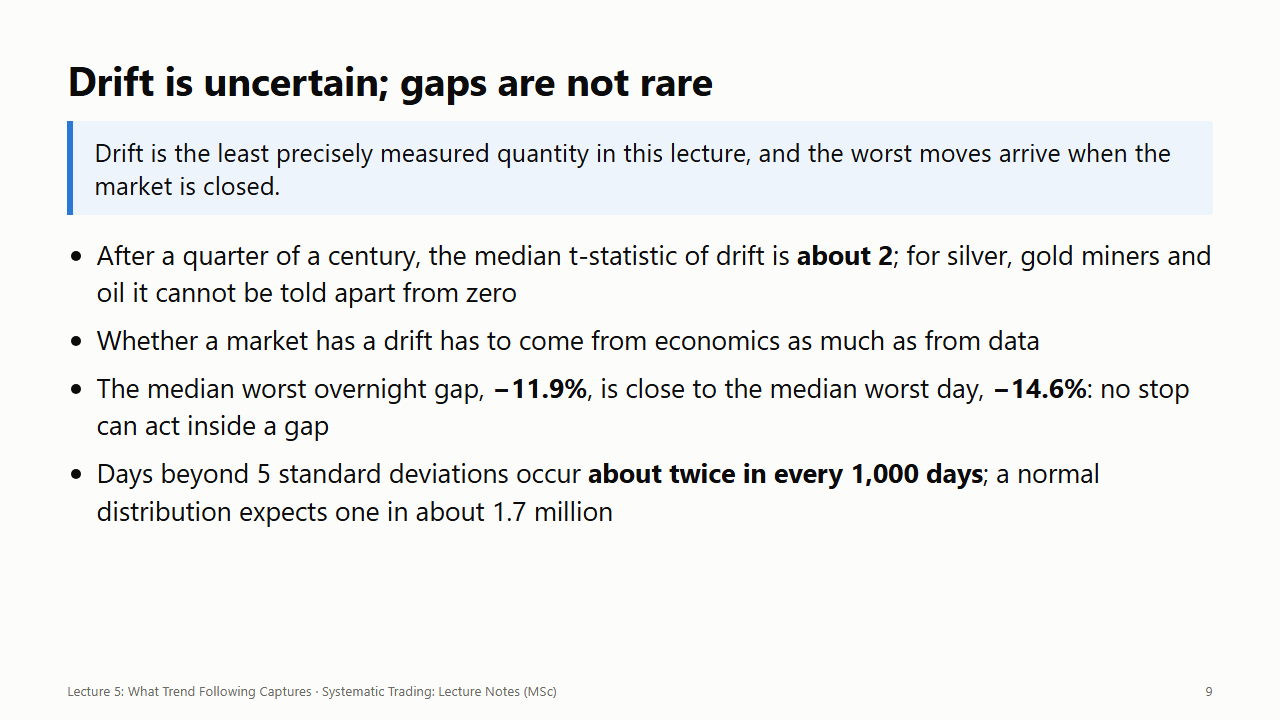 Drift is uncertain; gaps are not rare
Drift is the least precisely measured quantity in this lecture, and the worst moves arrive when the
market is closed.
• After a quarter of a century, the median t-statistic of drift is about 2; for silver, gold miners and
oil it cannot be told apart from zero
• Whether a market has a drift has to come from economics as much as from data
• The median worst overnight gap, −11.9%, is close to the median worst day, −14.6%: no stop
can act inside a gap
• Days beyond 5 standard deviations occur about twice in every 1,000 days; a normal
distribution expects one in about 1.7 million
Lecture 5: What Trend Following Captures · Systematic Trading: Lecture Notes (MSc)
9